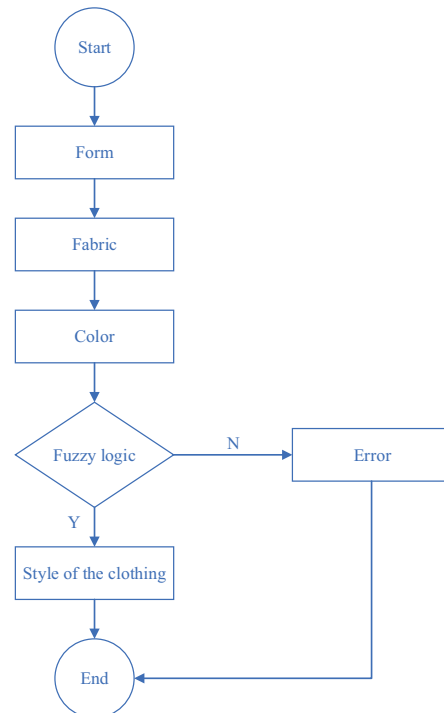 Start
Form
Fabric
Color
Fuzzy logic
N
Error
Y
Style of the clothing
End